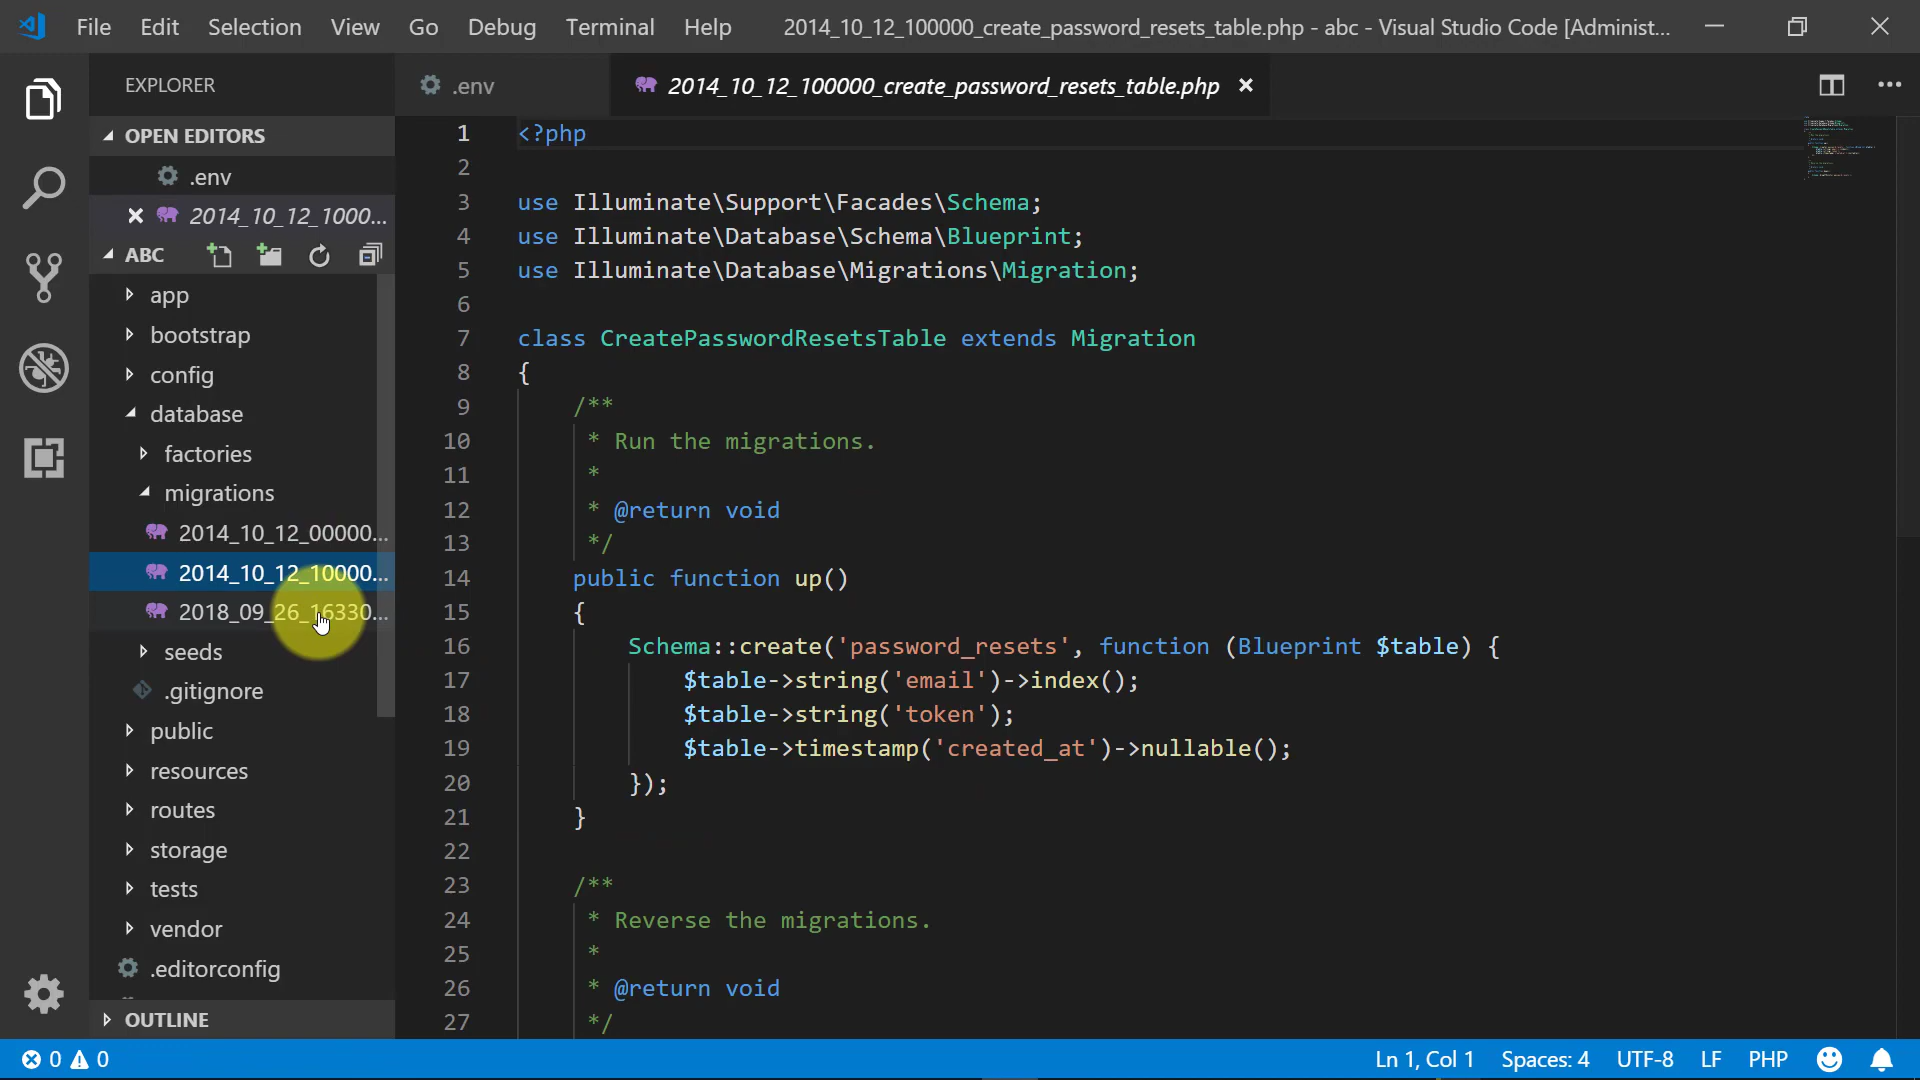 File Edit Selection View Go Debug Terminal Help 2014_10_12_100000_create_password_resets_table.php - abc - Visual Studio Code [Administ...
EXPLORER
OPEN EDITORS
.env
2014_10_12_1000...
ABC
app
bootstrap
config
database
factories
migrations
2014_10_12_00000...
2014_10_12_10000...
2018_09_26_16330...
seeds
.gitignore
public
resources
routes
storage
tests
vendor
.editorconfig
OUTLINE
.env 2014_10_12_100000_create_password_resets_table.php
1 <?php
2
3 use Illuminate\Support\Facades\Schema;
4 use Illuminate\Database\Schema\Blueprint;
5 use Illuminate\Database\Migrations\Migration;
6
7 class CreatePasswordResetsTable extends Migration
8 {
9 /**
10 * Run the migrations.
11 *
12 * @return void
13 */
14 public function up()
15 {
16 Schema::create('password_resets', function (Blueprint $table) {
17 $table->string('email')->index();
18 $table->string('token');
19 $table->timestamp('created_at')->nullable();
20 });
21 }
22
23 /**
24 * Reverse the migrations.
25 *
26 * @return void
27 */
0 0 Ln 1, Col 1 Spaces: 4 UTF-8 LF PHP